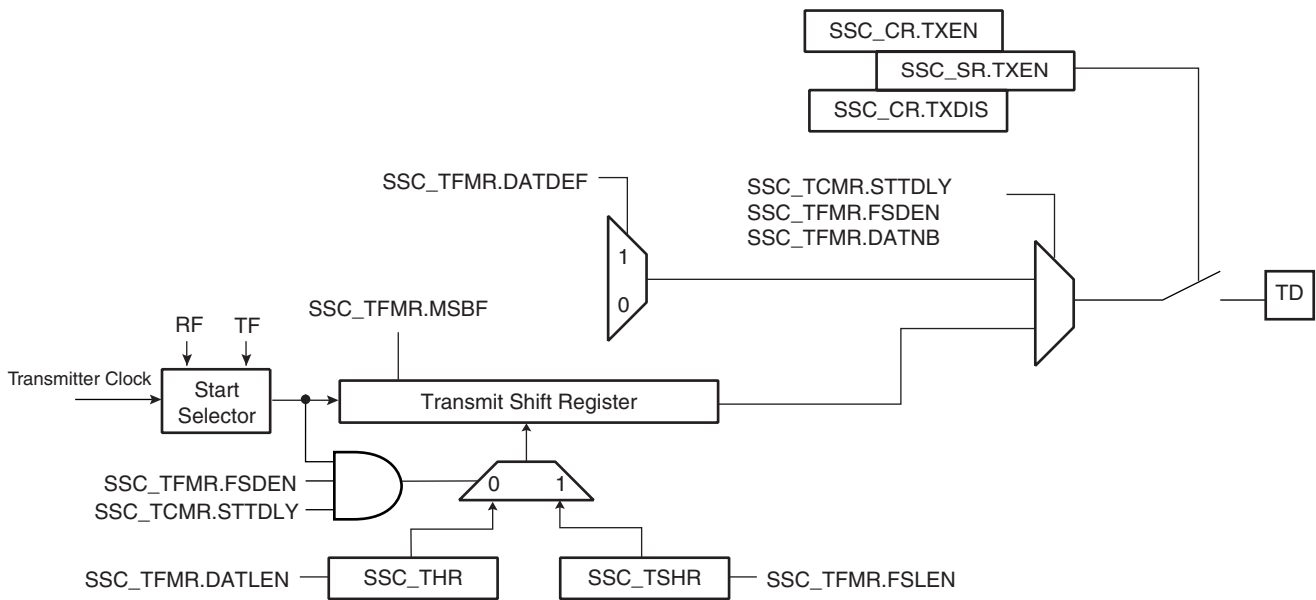 SSC_CR.TXEN
SSC_SR.TXEN
SSC_CR.TXDIS
SSC_TFMR.DATDEF
SSC_TCMR.STTDLY
SSC_TFMR.FSDEN
SSC_TFMR.DATNB
1
0
TD
SSC_TFMR.MSBF
RF TF
Transmitter Clock
Start
Selector
Transmit Shift Register
SSC_TFMR.FSDEN
SSC_TCMR.STTDLY
0 1
SSC_TFMR.DATLEN
SSC_THR
SSC_TSHR
SSC_TFMR.FSLEN